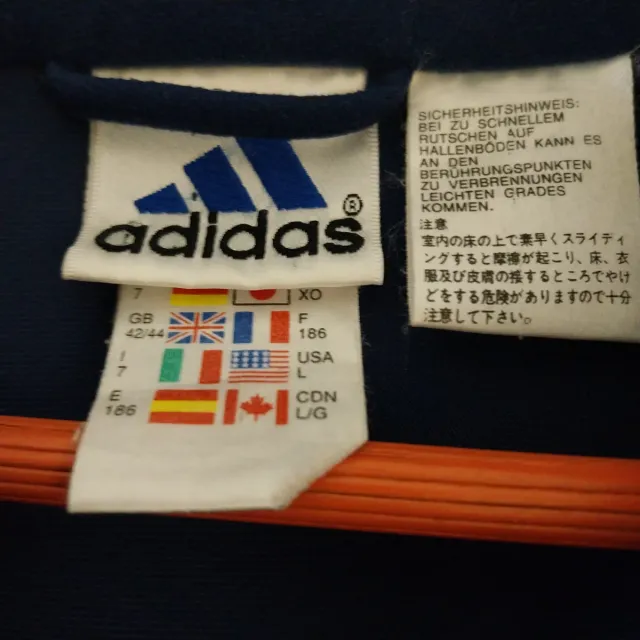 adidas®
7 XO
GB 42/44 F 186
I 7 USA L
E 186 CDN L/G
SICHERHEITSHINWEIS:
BEI ZU SCHNELLEM
RUTSCHEN AUF
HALLENBÖDEN KANN ES
AN DEN
BERÜHRUNGSPUNKTEN
ZU VERBRENNUNGEN
LEICHTEN GRADES
KOMMEN.
注意
室内の床の上で素早くスライディ
ングすると摩擦が起こり、床、衣
服及び皮膚の接するところでやけ
どをする危険がありますので十分
注意して下さい。